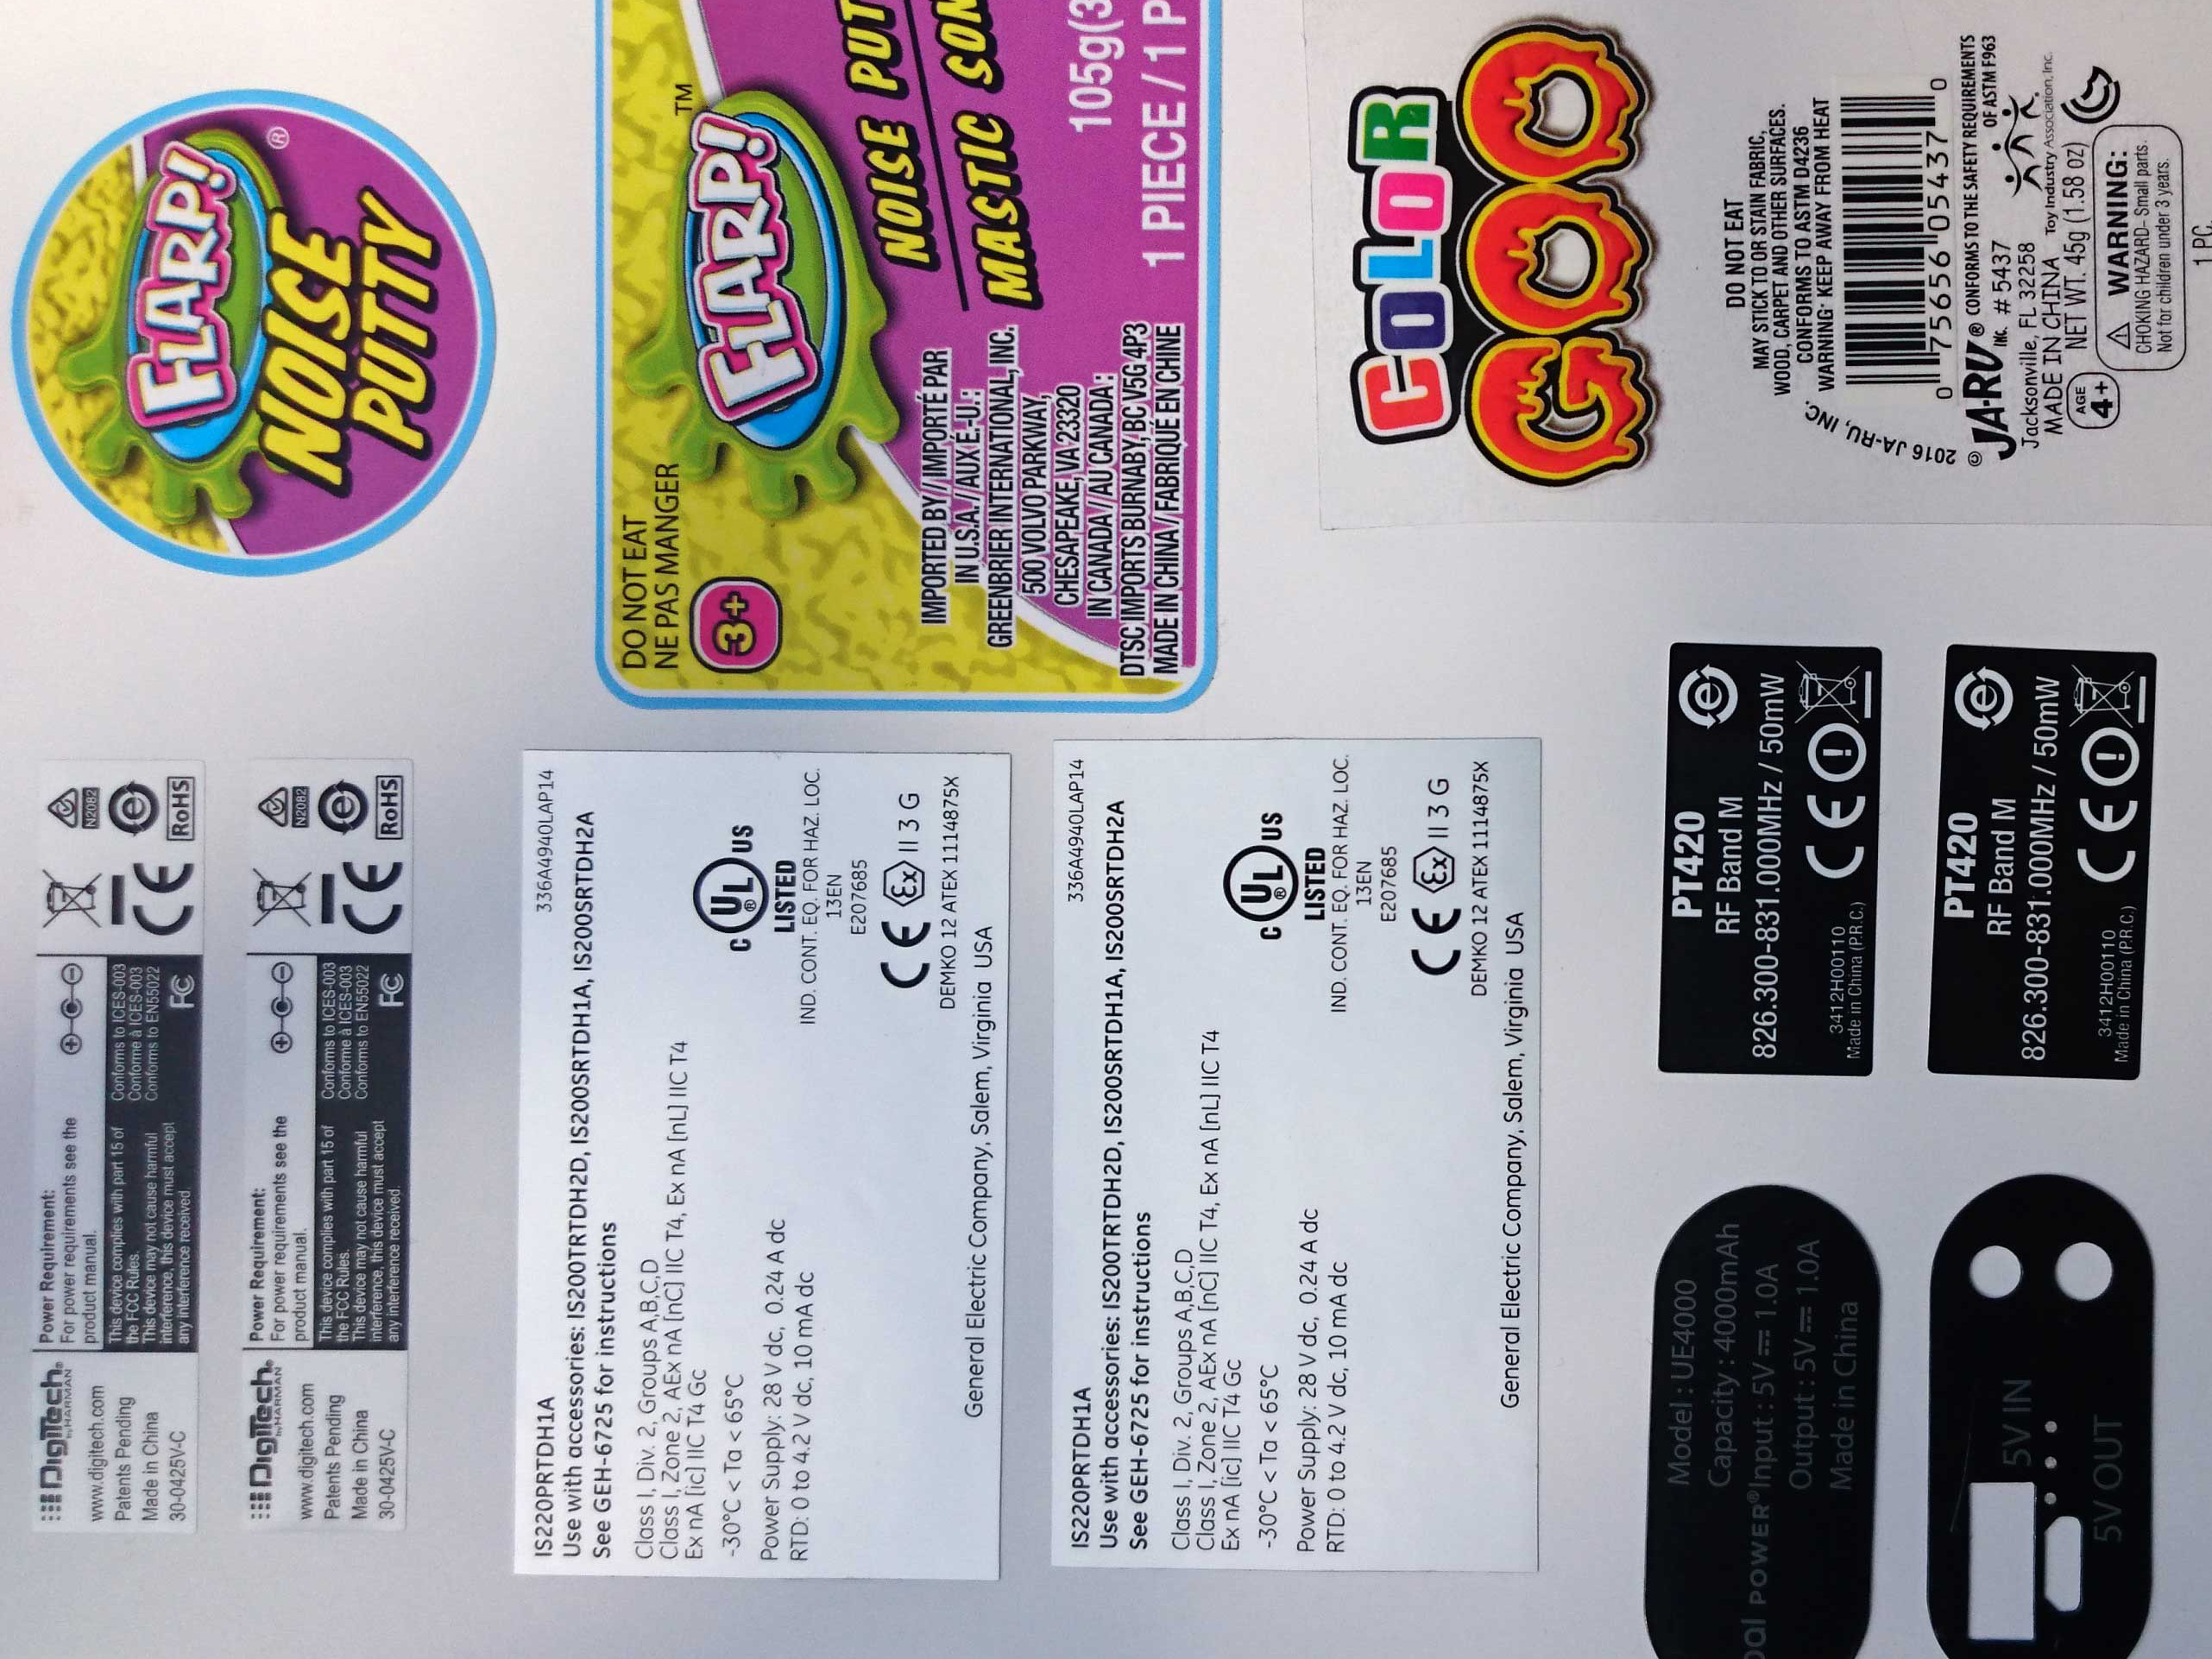 DigiTech®
by HARMAN
www.digitech.com
Patents Pending
Made in China
30-0425V-C
Power Requirement:
For power requirements see the
product manual.
This device complies with part 15 of
the FCC Rules.
This device may not cause harmful
interference, this device must accept
any interference received.
Conforms to ICES-003
Conforme à ICES-003
Conforms to EN55022
FC
CE
N2082
e
RoHS
DigiTech®
by HARMAN
www.digitech.com
Patents Pending
Made in China
30-0425V-C
Power Requirement:
For power requirements see the
product manual.
This device complies with part 15 of
the FCC Rules.
This device may not cause harmful
interference, this device must accept
any interference received.
Conforms to ICES-003
Conforme à ICES-003
Conforms to EN55022
FC
CE
N2082
e
RoHS
FLARP!®
NOISE
PUTTY
336A4940LAP14
IS220PRTDH1A
Use with accessories: IS200TRTDH2D, IS200SRTDH1A, IS200SRTDH2A
See GEH-6725 for instructions
Class I, Div. 2, Groups A,B,C,D
Class I, Zone 2, AEx nA [nC] IIC T4, Ex nA [nL] IIC T4
Ex nA [ic] IIC T4 Gc
-30°C < Ta < 65°C
Power Supply: 28 V dc, 0.24 A dc
RTD: 0 to 4.2 V dc, 10 mA dc
C UL® US
LISTED
IND. CONT. EQ. FOR HAZ. LOC.
13EN
E207685
CE Ex II 3 G
DEMKO 12 ATEX 1114875X
General Electric Company, Salem, Virginia USA
DO NOT EAT
NE PAS MANGER
3+
FLARP!™
NOISE PUT
MASTIC SON
105g(3
1 PIECE / 1 P
IMPORTED BY / IMPORTÉ PAR
IN U.S.A. / AUX É.-U. :
GREENBRIER INTERNATIONAL, INC.
500 VOLVO PARKWAY,
CHESAPEAKE, VA 23320
IN CANADA / AU CANADA :
DTSC IMPORTS BURNABY, BC V5G 4P3
MADE IN CHINA / FABRIQUÉ EN CHINE
336A4940LAP14
IS220PRTDH1A
Use with accessories: IS200TRTDH2D, IS200SRTDH1A, IS200SRTDH2A
See GEH-6725 for instructions
Class I, Div. 2, Groups A,B,C,D
Class I, Zone 2, AEx nA [nC] IIC T4, Ex nA [nL] IIC T4
Ex nA [ic] IIC T4 Gc
-30°C < Ta < 65°C
Power Supply: 28 V dc, 0.24 A dc
RTD: 0 to 4.2 V dc, 10 mA dc
C UL® US
LISTED
IND. CONT. EQ. FOR HAZ. LOC.
13EN
E207685
CE Ex II 3 G
DEMKO 12 ATEX 1114875X
General Electric Company, Salem, Virginia USA
COLOR
GOO
DO NOT EAT
MAY STICK TO OR STAIN FABRIC,
WOOD, CARPET AND OTHER SURFACES.
CONFORMS TO ASTM D4236
WARNING: KEEP AWAY FROM HEAT
0 75656 05437 0
© 2016 JA-RU, INC.
JA-RU® INC.
CONFORMS TO THE SAFETY REQUIREMENTS
OF ASTM F963
# 5437
Jacksonville, FL 32258
Toy Industry Association, Inc.
MADE IN CHINA
NET WT. 45g (1.58 oz)
AGE
4+
WARNING:
CHOKING HAZARD- Small parts.
Not for children under 3 years.
1 PC.
Model : UE4000
Capacity : 4000mAh
POWER® Input : 5V ⎓ 1.0A
Output : 5V ⎓ 1.0A
Made in China
PT420
RF Band M
826.300-831.000MHz / 50mW
3412H00110
Made in China (P.R.C.)
e
CE
5V IN
5V OUT
PT420
RF Band M
826.300-831.000MHz / 50mW
3412H00110
Made in China (P.R.C.)
e
CE